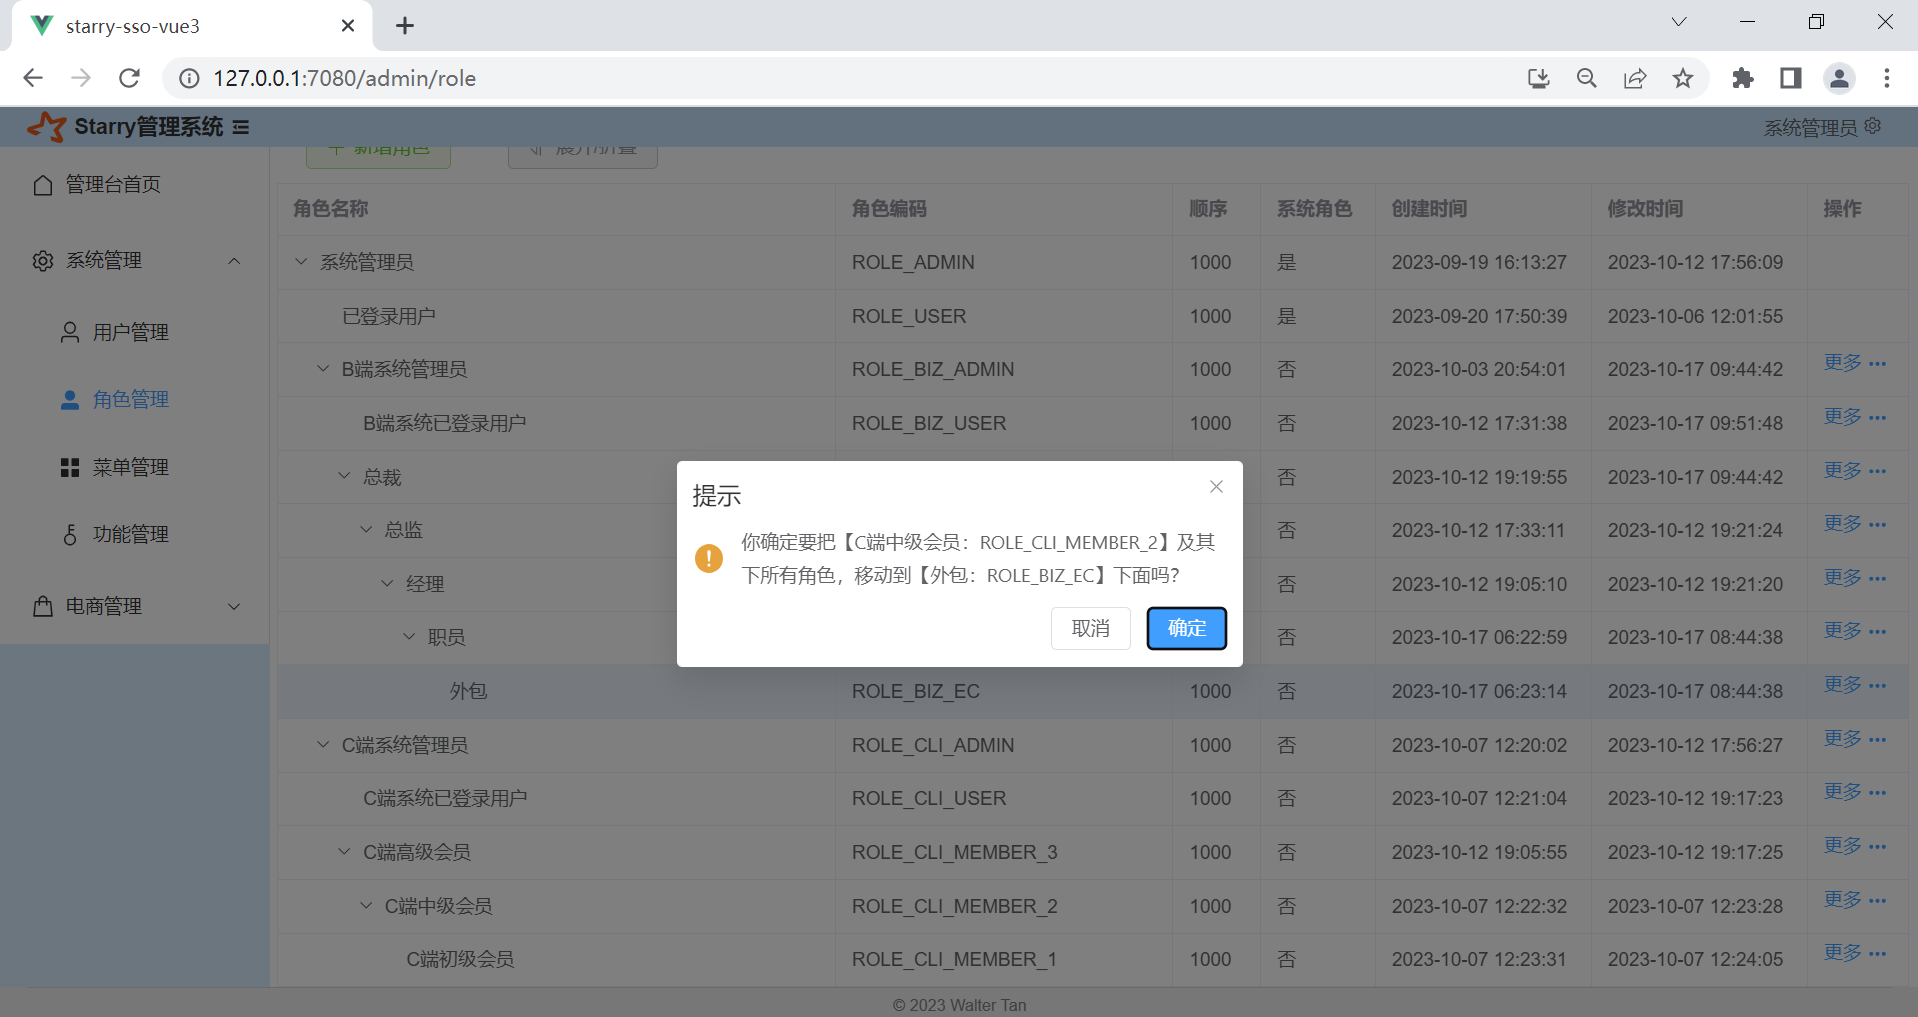 starry-sso-vue3
127.0.0.1:7080/admin/role
Starry管理系统
系统管理员
管理台首页
系统管理
用户管理
角色管理
菜单管理
功能管理
电商管理
新增角色
展开/折叠
角色名称 角色编码 顺序 系统角色 创建时间 修改时间 操作
系统管理员 ROLE_ADMIN 1000 是 2023-09-19 16:13:27 2023-10-12 17:56:09
已登录用户 ROLE_USER 1000 是 2023-09-20 17:50:39 2023-10-06 12:01:55
B端系统管理员 ROLE_BIZ_ADMIN 1000 否 2023-10-03 20:54:01 2023-10-17 09:44:42 更多 •••
B端系统已登录用户 ROLE_BIZ_USER 1000 否 2023-10-12 17:31:38 2023-10-17 09:51:48 更多 •••
总裁 否 2023-10-12 19:19:55 2023-10-17 09:44:42 更多 •••
总监 否 2023-10-12 17:33:11 2023-10-12 19:21:24 更多 •••
经理 否 2023-10-12 19:05:10 2023-10-12 19:21:20 更多 •••
职员 否 2023-10-17 06:22:59 2023-10-17 08:44:38 更多 •••
外包 ROLE_BIZ_EC 1000 否 2023-10-17 06:23:14 2023-10-17 08:44:38 更多 •••
C端系统管理员 ROLE_CLI_ADMIN 1000 否 2023-10-07 12:20:02 2023-10-12 17:56:27 更多 •••
C端系统已登录用户 ROLE_CLI_USER 1000 否 2023-10-07 12:21:04 2023-10-12 19:17:23 更多 •••
C端高级会员 ROLE_CLI_MEMBER_3 1000 否 2023-10-12 19:05:55 2023-10-12 19:17:25 更多 •••
C端中级会员 ROLE_CLI_MEMBER_2 1000 否 2023-10-07 12:22:32 2023-10-07 12:23:28 更多 •••
C端初级会员 ROLE_CLI_MEMBER_1 1000 否 2023-10-07 12:23:31 2023-10-07 12:24:05 更多 •••
提示
你确定要把【C端中级会员：ROLE_CLI_MEMBER_2】及其
下所有角色，移动到【外包：ROLE_BIZ_EC】下面吗？
取消
确定
© 2023 Walter Tan